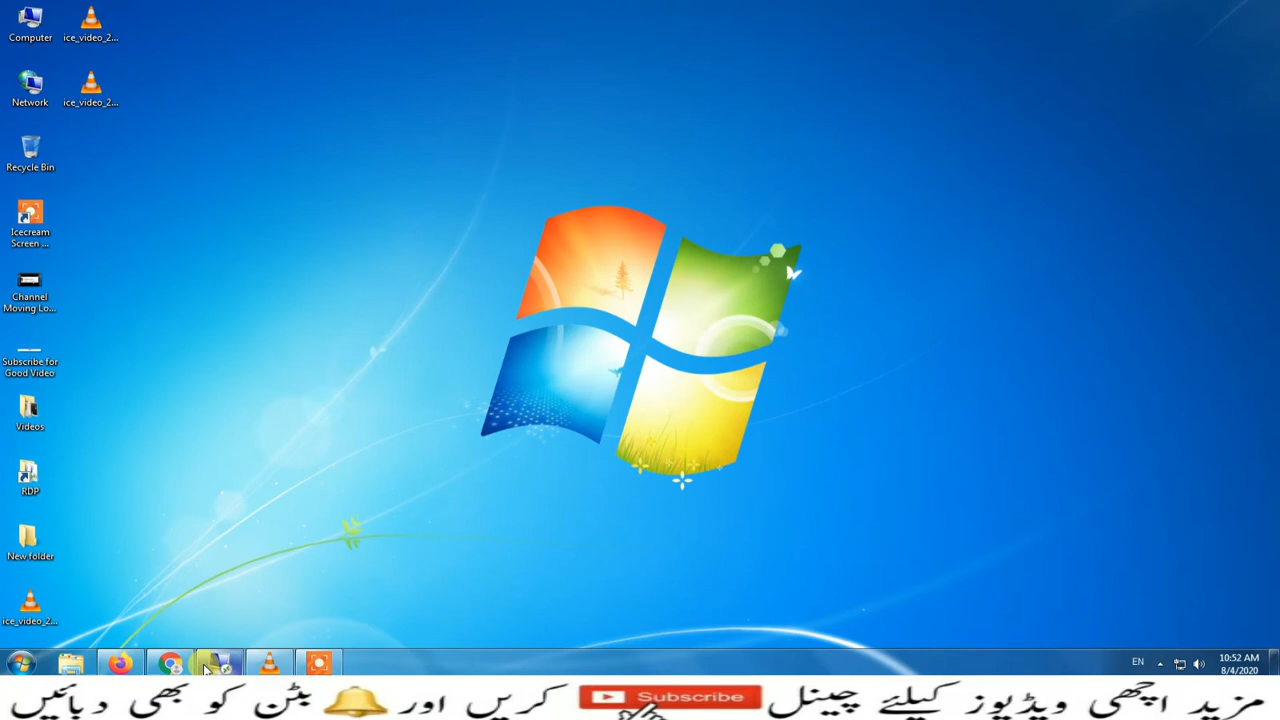 Computer
ice_video_2...
Network
ice_video_2...
Recycle Bin
Icecream
Screen ...
Channel
Moving Lo...
Subscribe for
Good Video
Videos
RDP
New folder
ice_video_2...
EN
10:52 AM
8/4/2020
مزید اچھی ویڈیوز کیلئے چینل Subscribe کریں اور بٹن کو بھی دبائیں